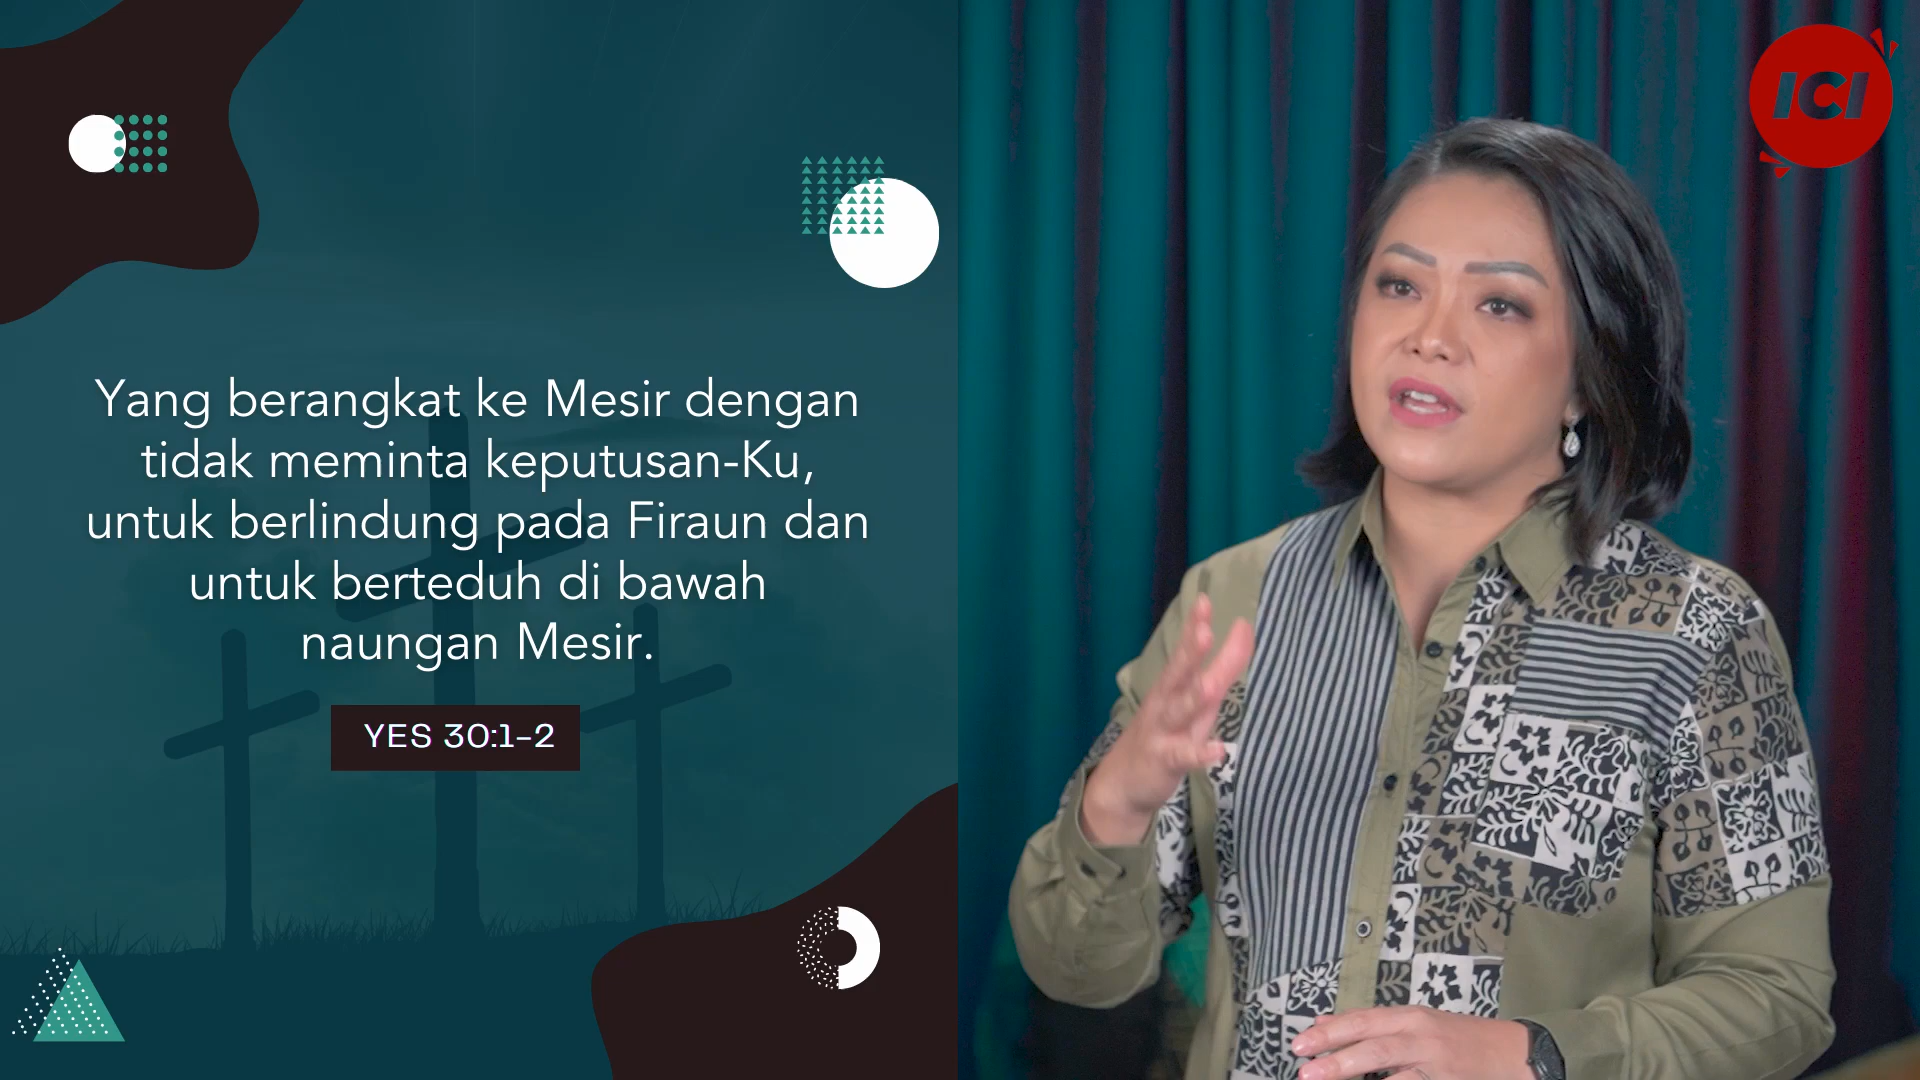 Yang berangkat ke Mesir dengan
tidak meminta keputusan-Ku,
untuk berlindung pada Firaun dan
untuk berteduh di bawah
naungan Mesir.
YES 30:1-2
ICI